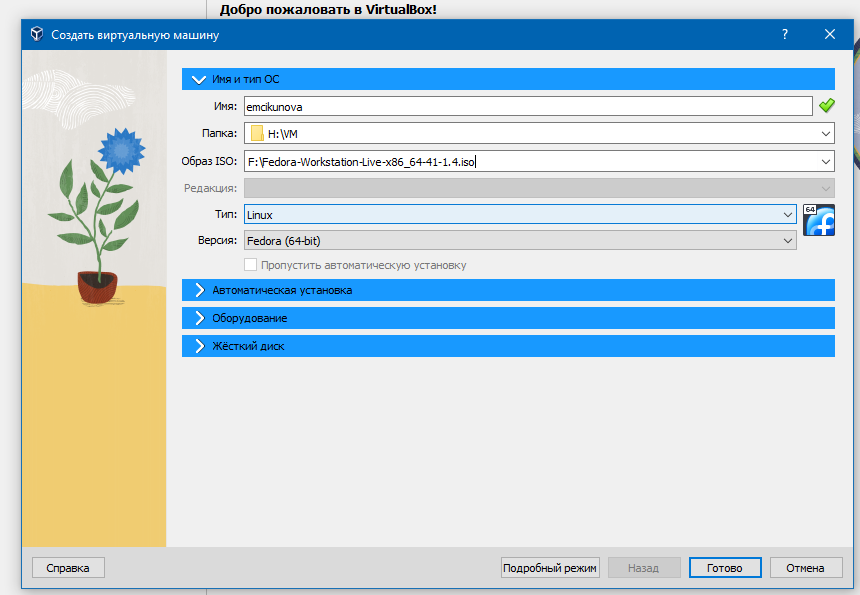 Добро пожаловать в VirtualBox!
Создать виртуальную машину ?
Имя и тип ОС
Имя: emcikunova
Папка: H:\VM
Образ ISO: F:\Fedora-Workstation-Live-x86_64-41-1.4.iso
Редакция:
Тип: Linux 64
Версия: Fedora (64-bit)
Пропустить автоматическую установку
Автоматическая установка
Оборудование
Жёсткий диск
Справка Подробный режим Назад Готово Отмена